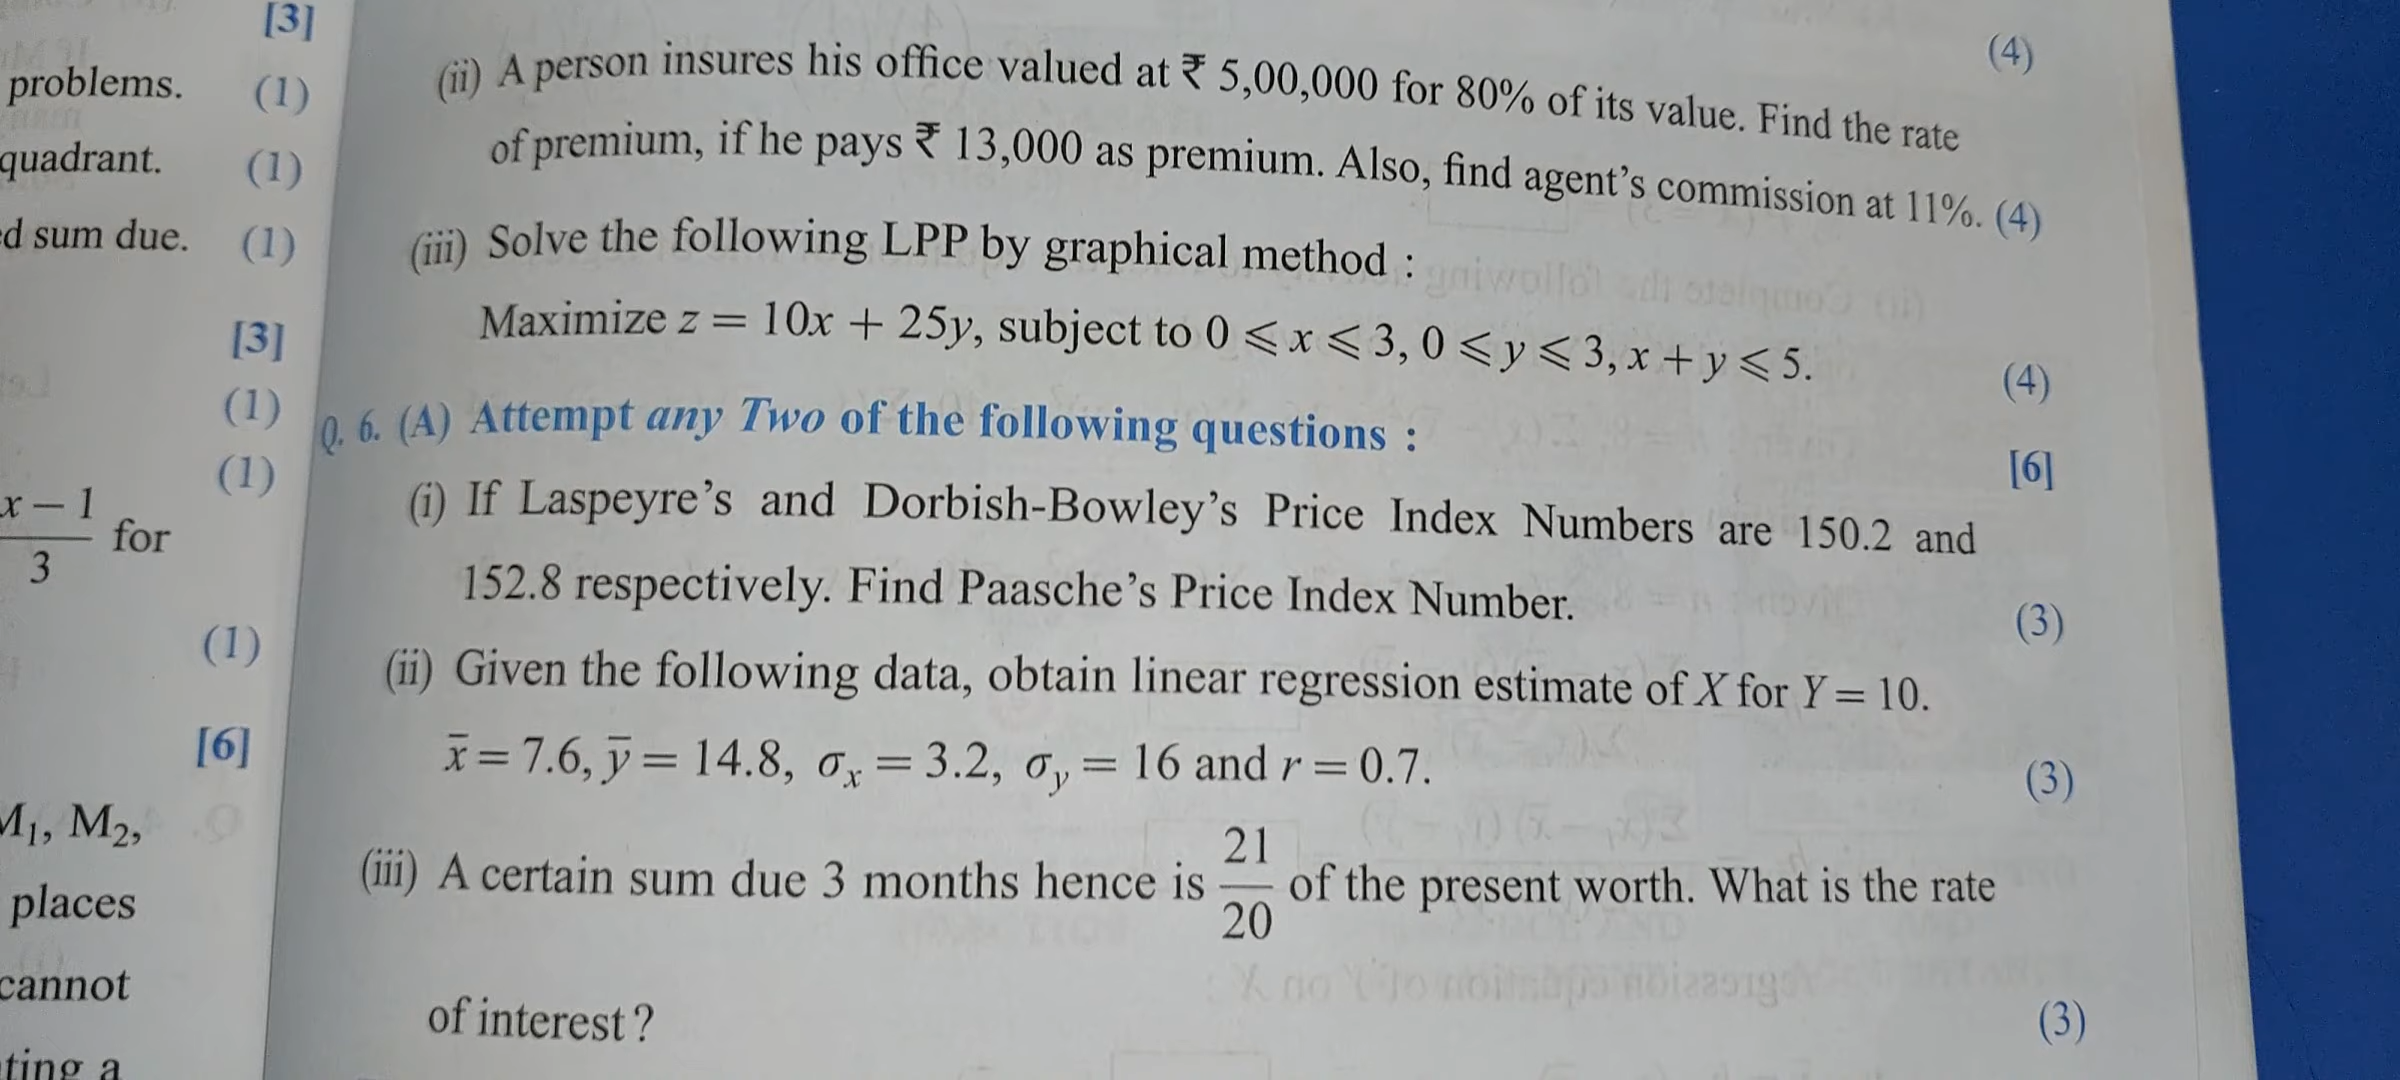 [3]
problems. (1)
quadrant. (1)
d sum due. (1)
[3]
(1)
(1)
x − 1
for
3
(1)
[6]
M₁, M₂,
places
cannot
ting a
(4)
(ii) A person insures his office valued at ₹ 5,00,000 for 80% of its value. Find the rate
of premium, if he pays ₹ 13,000 as premium. Also, find agent's commission at 11%. (4)
(iii) Solve the following LPP by graphical method :
Maximize z = 10x + 25y, subject to 0 ⩽ x ⩽ 3, 0 ⩽ y ⩽ 3, x + y ⩽ 5. (4)
Q. 6. (A) Attempt any Two of the following questions : [6]
(i) If Laspeyre's and Dorbish-Bowley's Price Index Numbers are 150.2 and
152.8 respectively. Find Paasche's Price Index Number. (3)
(ii) Given the following data, obtain linear regression estimate of X for Y = 10.
x̄ = 7.6, ȳ = 14.8, σₓ = 3.2, σᵧ = 16 and r = 0.7. (3)
(iii) A certain sum due 3 months hence is 21/20 of the present worth. What is the rate
of interest ? (3)